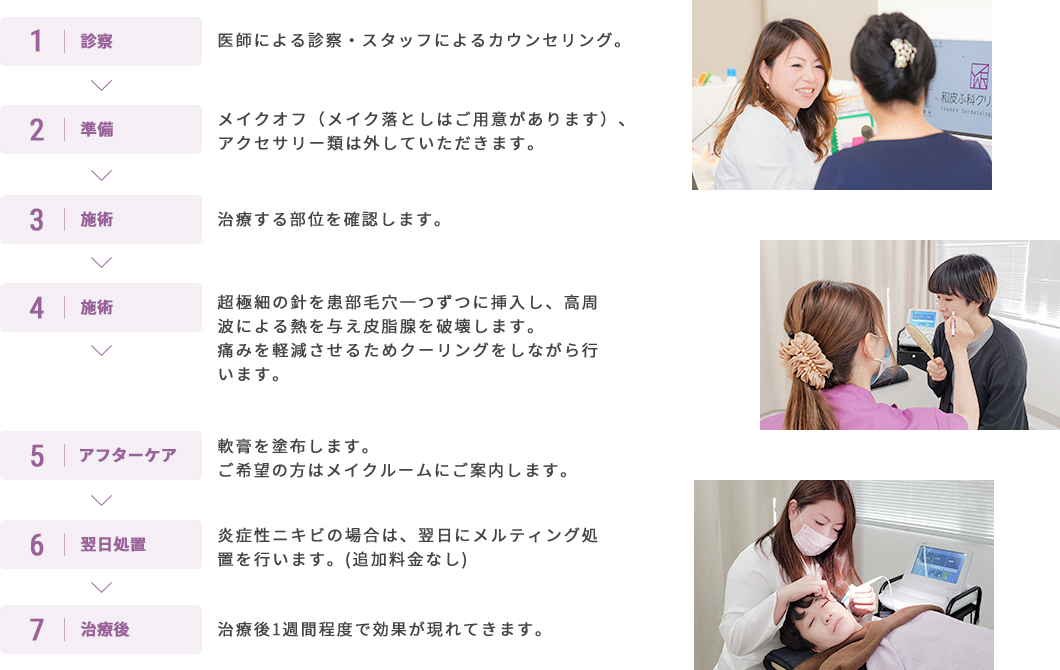 1 診察
医師による診察・スタッフによるカウンセリング。
2 準備
メイクオフ（メイク落としはご用意があります）、
アクセサリー類は外していただきます。
3 施術
治療する部位を確認します。
4 施術
超極細の針を患部毛穴一つずつに挿入し、高周
波による熱を与え皮脂腺を破壊します。
痛みを軽減させるためクーリングをしながら行
います。
5 アフターケア
軟膏を塗布します。
ご希望の方はメイクルームにご案内します。
6 翌日処置
炎症性ニキビの場合は、翌日にメルティング処
置を行います。(追加料金なし)
7 治療後
治療後1週間程度で効果が現れてきます。
和皮ふ科クリ